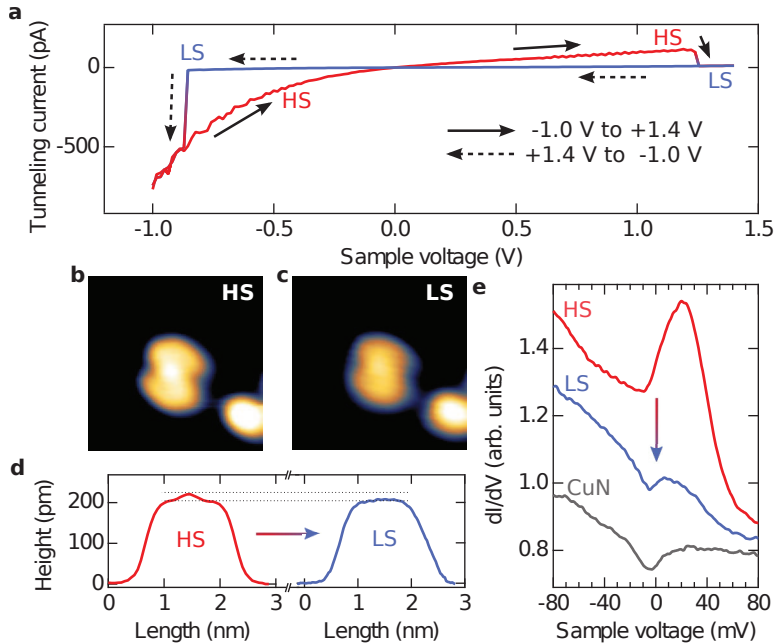 a
Tunneling current (pA)
0
-500
LS
HS
HS
LS
-1.0 V to +1.4 V
+1.4 V to -1.0 V
-1.0 -0.5 0.0 0.5 1.0 1.5
Sample voltage (V)
b
HS
c
LS
d
Height (pm)
200
100
0
HS
LS
0 1 2 3 0 1 2 3
Length (nm) Length (nm)
e
dI/dV (arb. units)
1.4
1.2
1.0
0.8
HS
LS
CuN
-80 -40 0 40 80
Sample voltage (mV)